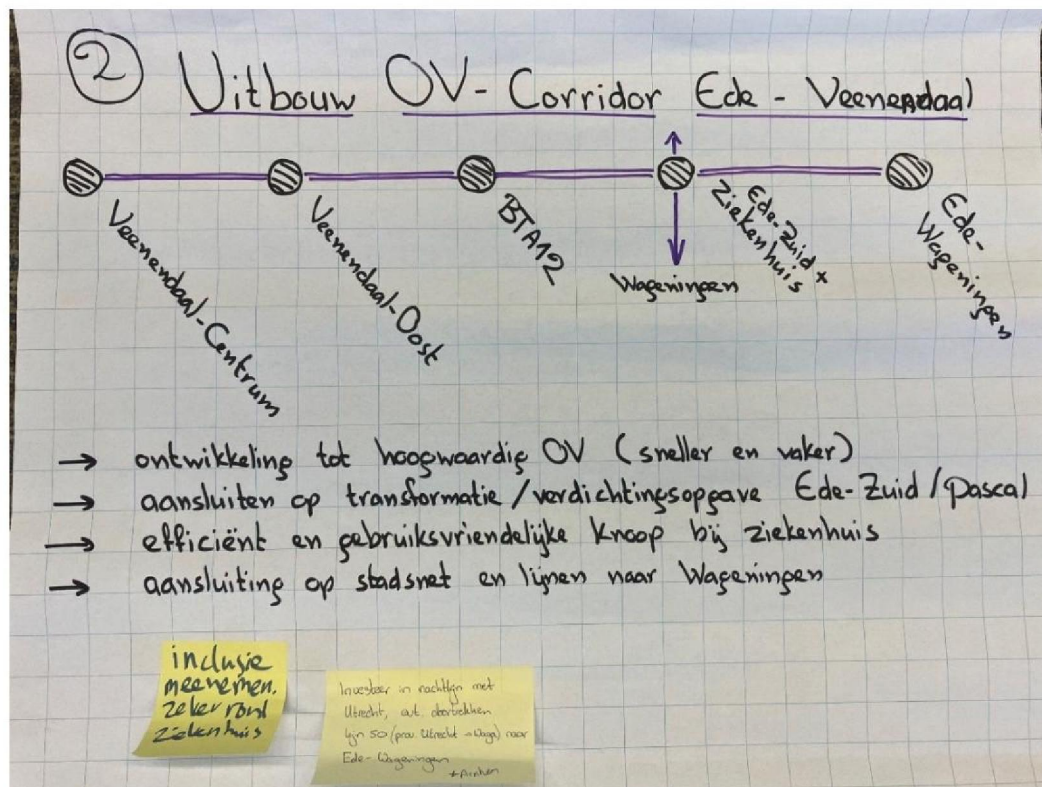 2 Uitbouw OV-Corridor Ede - Veenendaal
Veenendaal-Centrum
Veenendaal-Oost
BTA12
Wageningen
Ede-Zuid +
Ziekenhuis
Ede-
Wageningen
→ ontwikkeling tot hoogwaardig OV (sneller en vaker)
→ aansluiten op transformatie/verdichtingsopgave Ede-Zuid/pascal
→ efficiënt en gebruiksvriendelijke knoop bij ziekenhuis
→ aansluiting op stadsnet en lijnen naar Wageningen
inclusie
meenemen.
zeker rond
ziekenhuis
Investeer in nachtlijn met
Utrecht, evt. doortrekken
lijn 50 (prov. Utrecht → Wag) naar
Ede-Wageningen
+ Arnhem